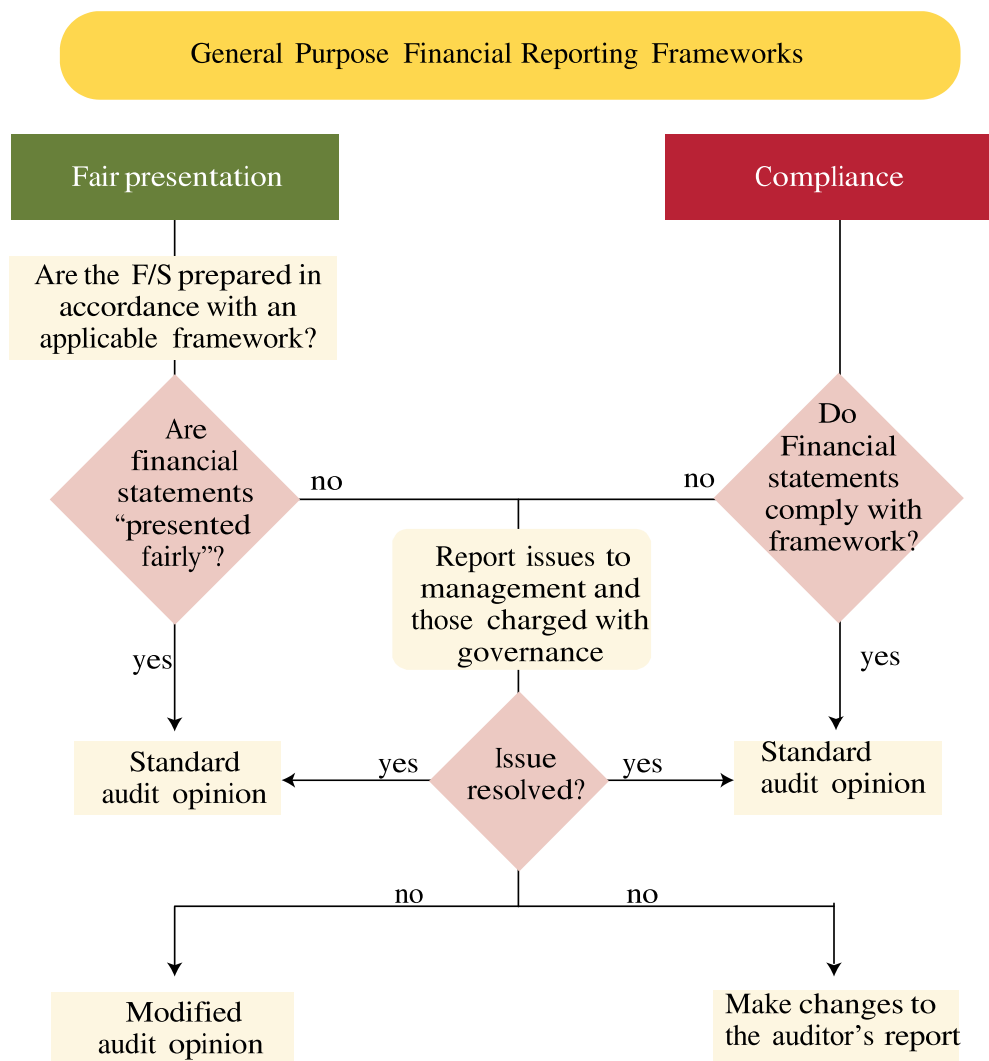 General Purpose Financial Reporting Frameworks
Fair presentation
Compliance
Are the F/S prepared in
accordance with an
applicable framework?
Are
financial
statements
“presented
fairly”?
Do
Financial
statements
comply with
framework?
no
no
Report issues to
management and
those charged with
governance
yes
yes
Standard
audit opinion
yes
Issue
resolved?
yes
Standard
audit opinion
no
no
Modified
audit opinion
Make changes to
the auditor’s report